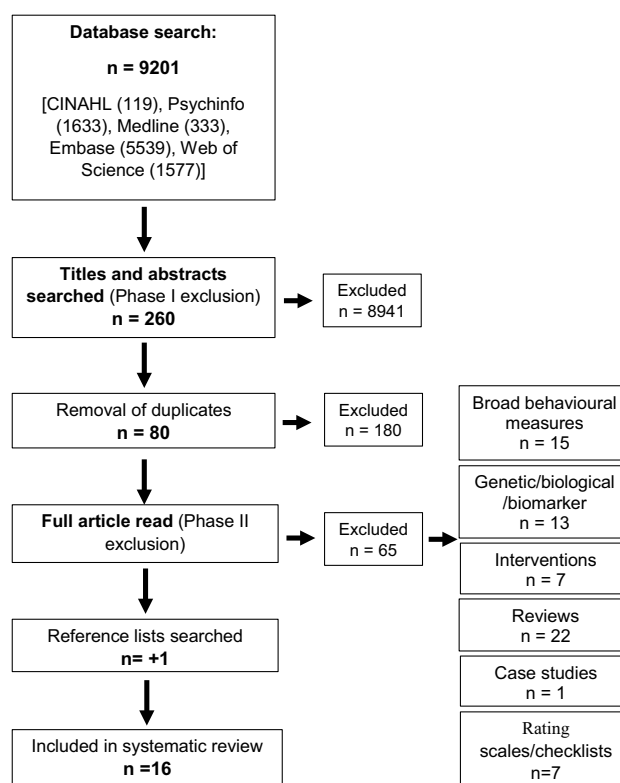 Database search:
n = 9201
[CINAHL (119), Psychinfo
(1633), Medline (333),
Embase (5539), Web of
Science (1577)]
Titles and abstracts
searched (Phase I exclusion)
n = 260
Excluded
n = 8941
Removal of duplicates
n = 80
Excluded
n = 180
Full article read (Phase II
exclusion)
Excluded
n = 65
Broad behavioural
measures
n = 15
Genetic/biological
/biomarker
n = 13
Interventions
n = 7
Reviews
n = 22
Case studies
n = 1
Rating
scales/checklists
n=7
Reference lists searched
n= +1
Included in systematic review
n =16